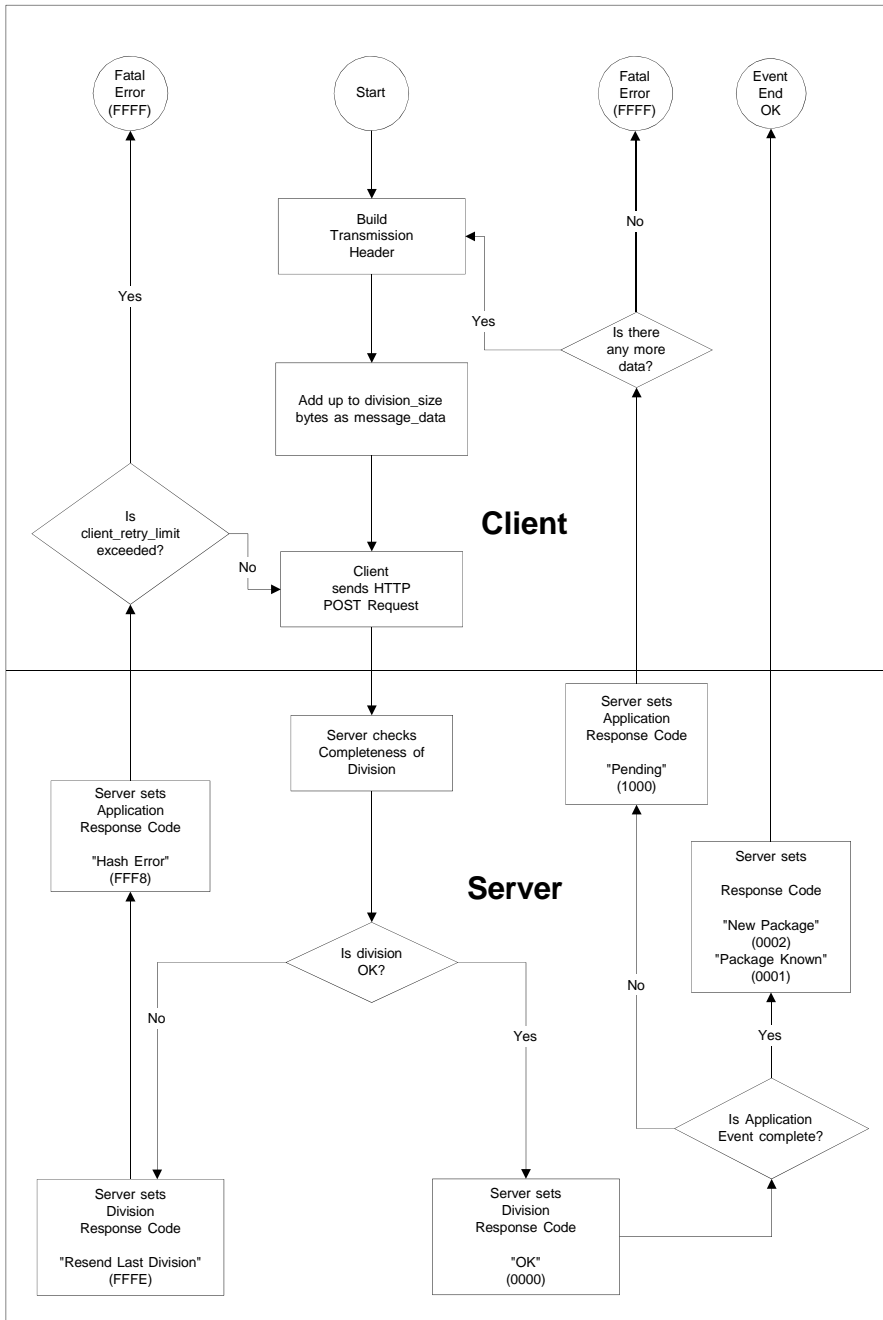 Fatal
Error
(FFFF)
Start
Fatal
Error
(FFFF)
Event
End
OK
Build
Transmission
Header
No
Yes
Yes
Is there
any more
data?
Add up to division_size
bytes as message_data
Is
client_retry_limit
exceeded?
Client
No
Client
sends HTTP
POST Request
Server sets
Application
Response Code
"Pending"
(1000)
Server checks
Completeness of
Division
Server sets
Application
Response Code
"Hash Error"
(FFF8)
Server sets
Response Code
"New Package"
(0002)
"Package Known"
(0001)
Server
Is division
OK?
No
Yes
No
Yes
Is Application
Event complete?
Server sets
Division
Response Code
"Resend Last Division"
(FFFE)
Server sets
Division
Response Code
"OK"
(0000)